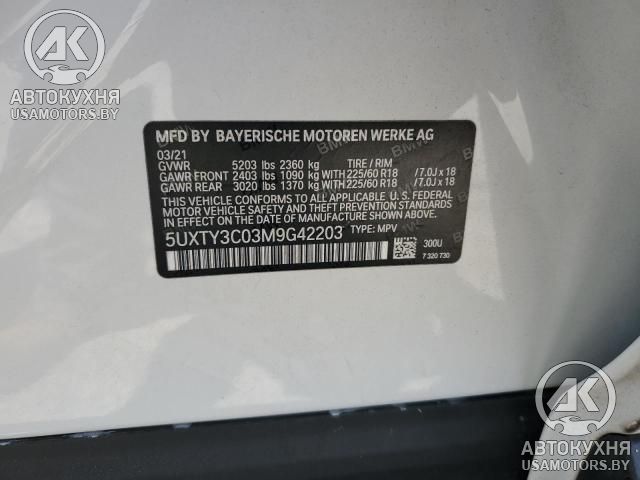 АК
АВТОКУХНЯ
USAMOTORS.BY
MFD BY BAYERISCHE MOTOREN WERKE AG
03/21
GVWR 5203 lbs 2360 kg TIRE / RIM
GAWR FRONT 2403 lbs 1090 kg WITH 225/60 R18 /7.0J x 18
GAWR REAR 3020 lbs 1370 kg WITH 225/60 R18 /7.0J x 18
THIS VEHICLE CONFORMS TO ALL APPLICABLE FEDERAL
MOTOR VEHICLE SAFETY, BUMPER, AND THEFT PREVENTION
STANDARDS IN EFFECT ON THE DATE OF MANUFACTURE SHOWN ABOVE.
5UXTY3C03M9G42203 TYPE: MPV
300U
7 320 730
АК
АВТОКУХНЯ
USAMOTORS.BY